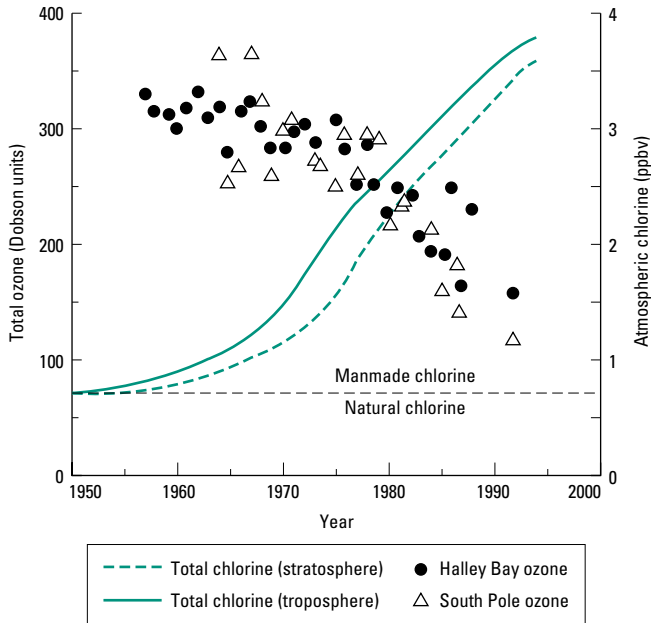 400
300
200
100
0
Total ozone (Dobson units)
4
3
2
1
0
Atmospheric chlorine (ppbv)
Manmade chlorine
Natural chlorine
1950 1960 1970 1980 1990 2000
Year
Total chlorine (stratosphere) Halley Bay ozone
Total chlorine (troposphere) South Pole ozone